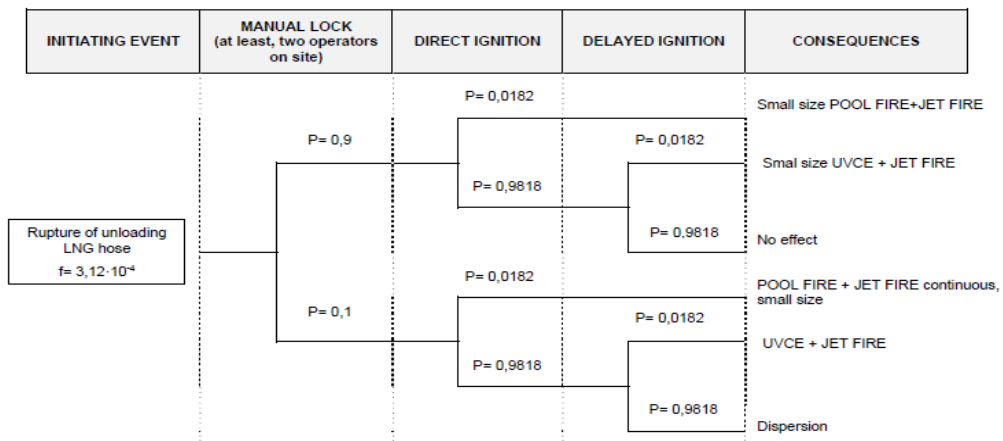 INITIATING EVENT
MANUAL LOCK
(at least, two operators
on site)
DIRECT IGNITION
DELAYED IGNITION
CONSEQUENCES
P= 0,0182
Small size POOL FIRE+JET FIRE
P= 0,9
P= 0,0182
Smal size UVCE + JET FIRE
P= 0,9818
Rupture of unloading
LNG hose
f= 3,12·10⁻⁴
P= 0,9818
No effect
P= 0,0182
POOL FIRE + JET FIRE continuous,
small size
P= 0,1
P= 0,0182
UVCE + JET FIRE
P= 0,9818
P= 0,9818
Dispersion